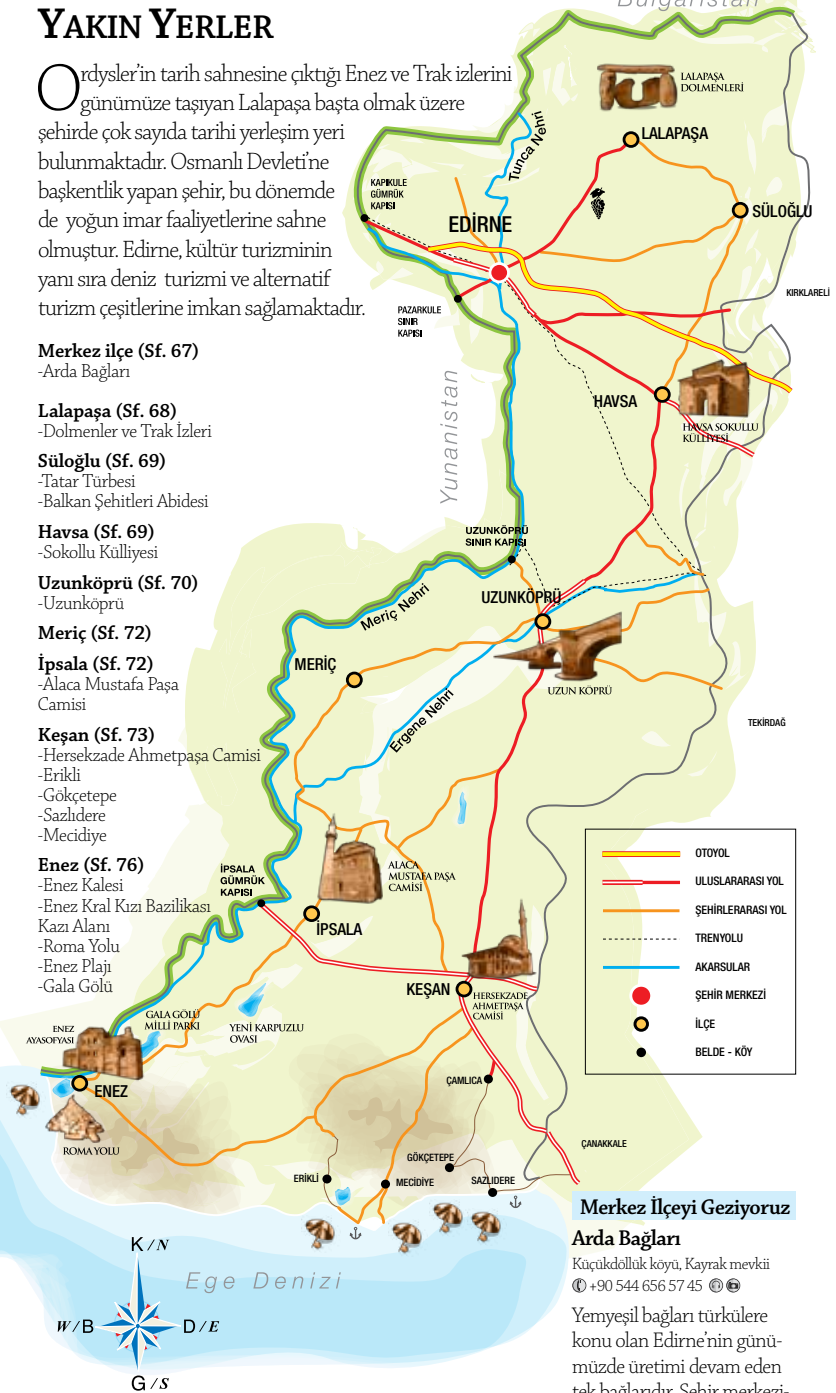 YAKIN YERLER
Ordysler'in tarih sahnesine çıktığı Enez ve Trak izlerini
günümüze taşıyan Lalapaşa başta olmak üzere
şehirde çok sayıda tarihi yerleşim yeri
bulunmaktadır. Osmanlı Devleti'ne
başkentlik yapan şehir, bu dönemde
de yoğun imar faaliyetlerine sahne
olmuştur. Edirne, kültür turizminin
yanı sıra deniz turizmi ve alternatif
turizm çeşitlerine imkan sağlamaktadır.
Merkez ilçe (Sf. 67)
-Arda Bağları
Lalapaşa (Sf. 68)
-Dolmenler ve Trak İzleri
Süloğlu (Sf. 69)
-Tatar Türbesi
-Balkan Şehitleri Abidesi
Havsa (Sf. 69)
-Sokollu Külliyesi
Uzunköprü (Sf. 70)
-Uzunköprü
Meriç (Sf. 72)
İpsala (Sf. 72)
-Alaca Mustafa Paşa
Camisi
Keşan (Sf. 73)
-Hersekzade Ahmetpaşa Camisi
-Erikli
-Gökçetepe
-Sazlıdere
-Mecidiye
Enez (Sf. 76)
-Enez Kalesi
-Enez Kral Kızı Bazilikası
Kazı Alanı
-Roma Yolu
-Enez Plajı
-Gala Gölü
Bulgaristan
LALAPAŞA
DOLMENLERİ
LALAPAŞA
Tunca Nehri
KAPIKULE
GÜMRÜK
KAPISI
EDİRNE
SÜLOĞLU
KIRKLARELİ
PAZARKULE
SINIR
KAPISI
Yunanistan
HAVSA
HAVSA SOKULLU
KÜLLİYESİ
UZUNKÖPRÜ
SINIR KAPISI
UZUNKÖPRÜ
Meriç Nehri
MERİÇ
UZUN KÖPRÜ
Ergene Nehri
TEKİRDAĞ
ALACA
MUSTAFA PAŞA
CAMİSİ
İPSALA
GÜMRÜK
KAPISI
İPSALA
KEŞAN
HERSEKZADE
AHMETPAŞA
CAMİSİ
GALA GÖLÜ
MİLLİ PARKI
YENİ KARPUZLU
OVASI
ENEZ
AYASOFYASI
ENEZ
ROMA YOLU
ÇAMLICA
ÇANAKKALE
GÖKÇETEPE
ERİKLİ
MECİDİYE
SAZLIDERE
OTOYOL
ULUSLARARASI YOL
ŞEHİRLERARASI YOL
TRENYOLU
AKARSULAR
ŞEHİR MERKEZİ
İLÇE
BELDE - KÖY
K / N
W / B
D / E
G / S
Ege Denizi
Merkez İlçeyi Geziyoruz
Arda Bağları
Küçükdöllük köyü, Kayrak mevkii
+90 544 656 57 45
Yemyeşil bağları türkülere
konu olan Edirne'nin günü-
müzde üretimi devam eden
tek bağlarıdır. Şehir merkezi-